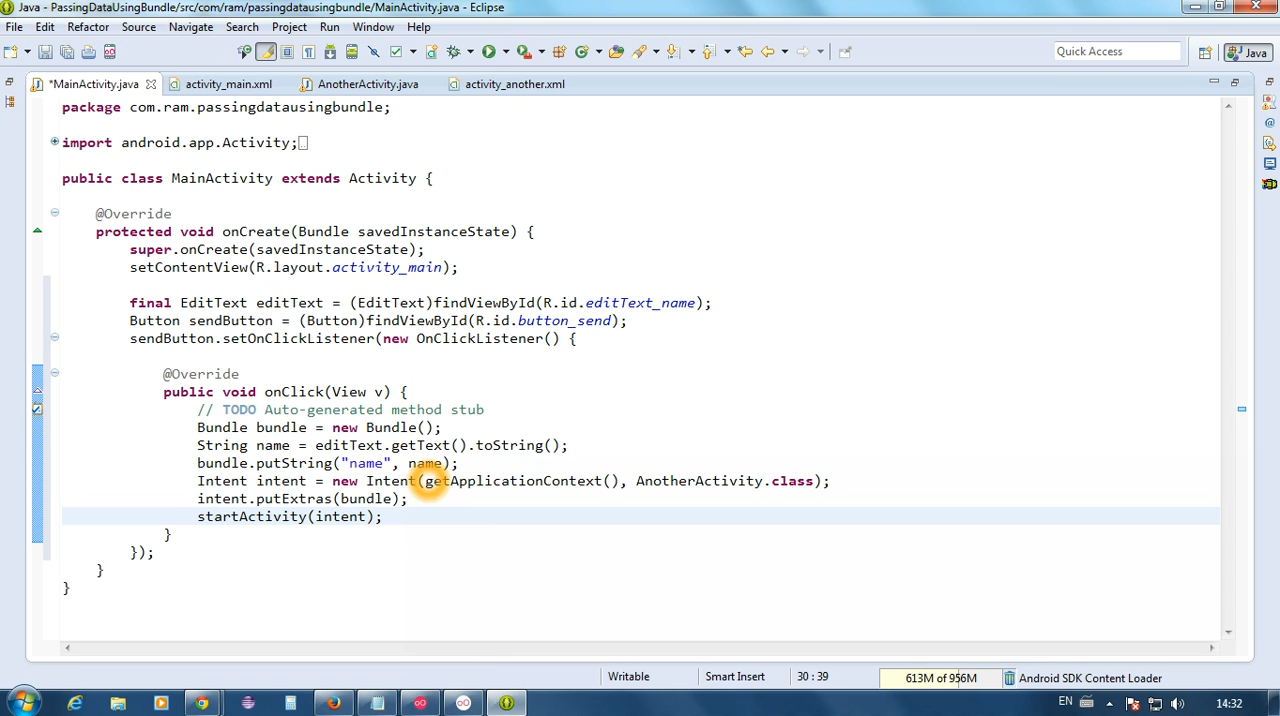 Java - PassingDataUsingBundle/src/com/ram/passingdatausingbundle/MainActivity.java - Eclipse
File Edit Refactor Source Navigate Search Project Run Window Help
Quick Access
Java
*MainActivity.java activity_main.xml AnotherActivity.java activity_another.xml
package com.ram.passingdatausingbundle;
import android.app.Activity;
public class MainActivity extends Activity {
@Override
protected void onCreate(Bundle savedInstanceState) {
super.onCreate(savedInstanceState);
setContentView(R.layout.activity_main);
final EditText editText = (EditText)findViewById(R.id.editText_name);
Button sendButton = (Button)findViewById(R.id.button_send);
sendButton.setOnClickListener(new OnClickListener() {
@Override
public void onClick(View v) {
// TODO Auto-generated method stub
Bundle bundle = new Bundle();
String name = editText.getText().toString();
bundle.putString("name", name);
Intent intent = new Intent(getApplicationContext(), AnotherActivity.class);
intent.putExtras(bundle);
startActivity(intent);
}
});
}
}
Writable Smart Insert 30 : 39 613M of 956M Android SDK Content Loader
EN 14:32